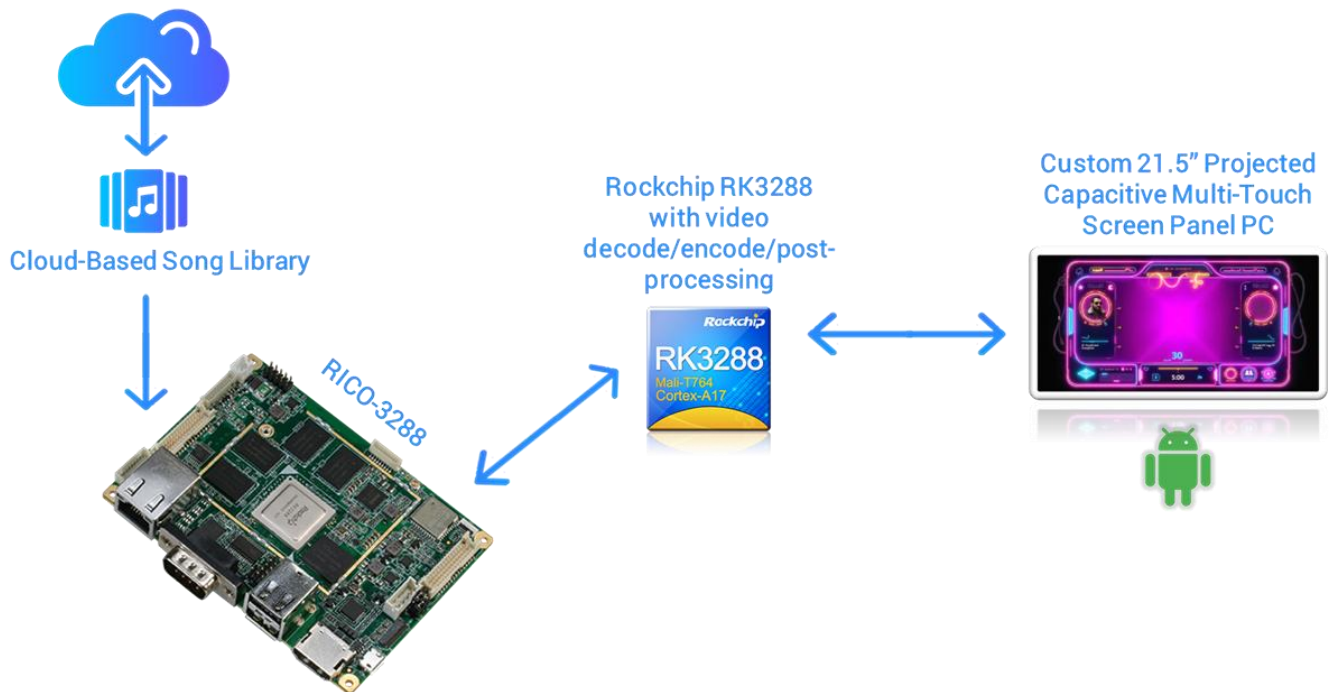 Cloud-Based Song Library
RICO-3288
Rockchip RK3288
with video
decode/encode/post-
processing
Rockchip
RK3288
Mali-T764
Cortex-A17
Custom 21.5” Projected
Capacitive Multi-Touch
Screen Panel PC
30
5:00